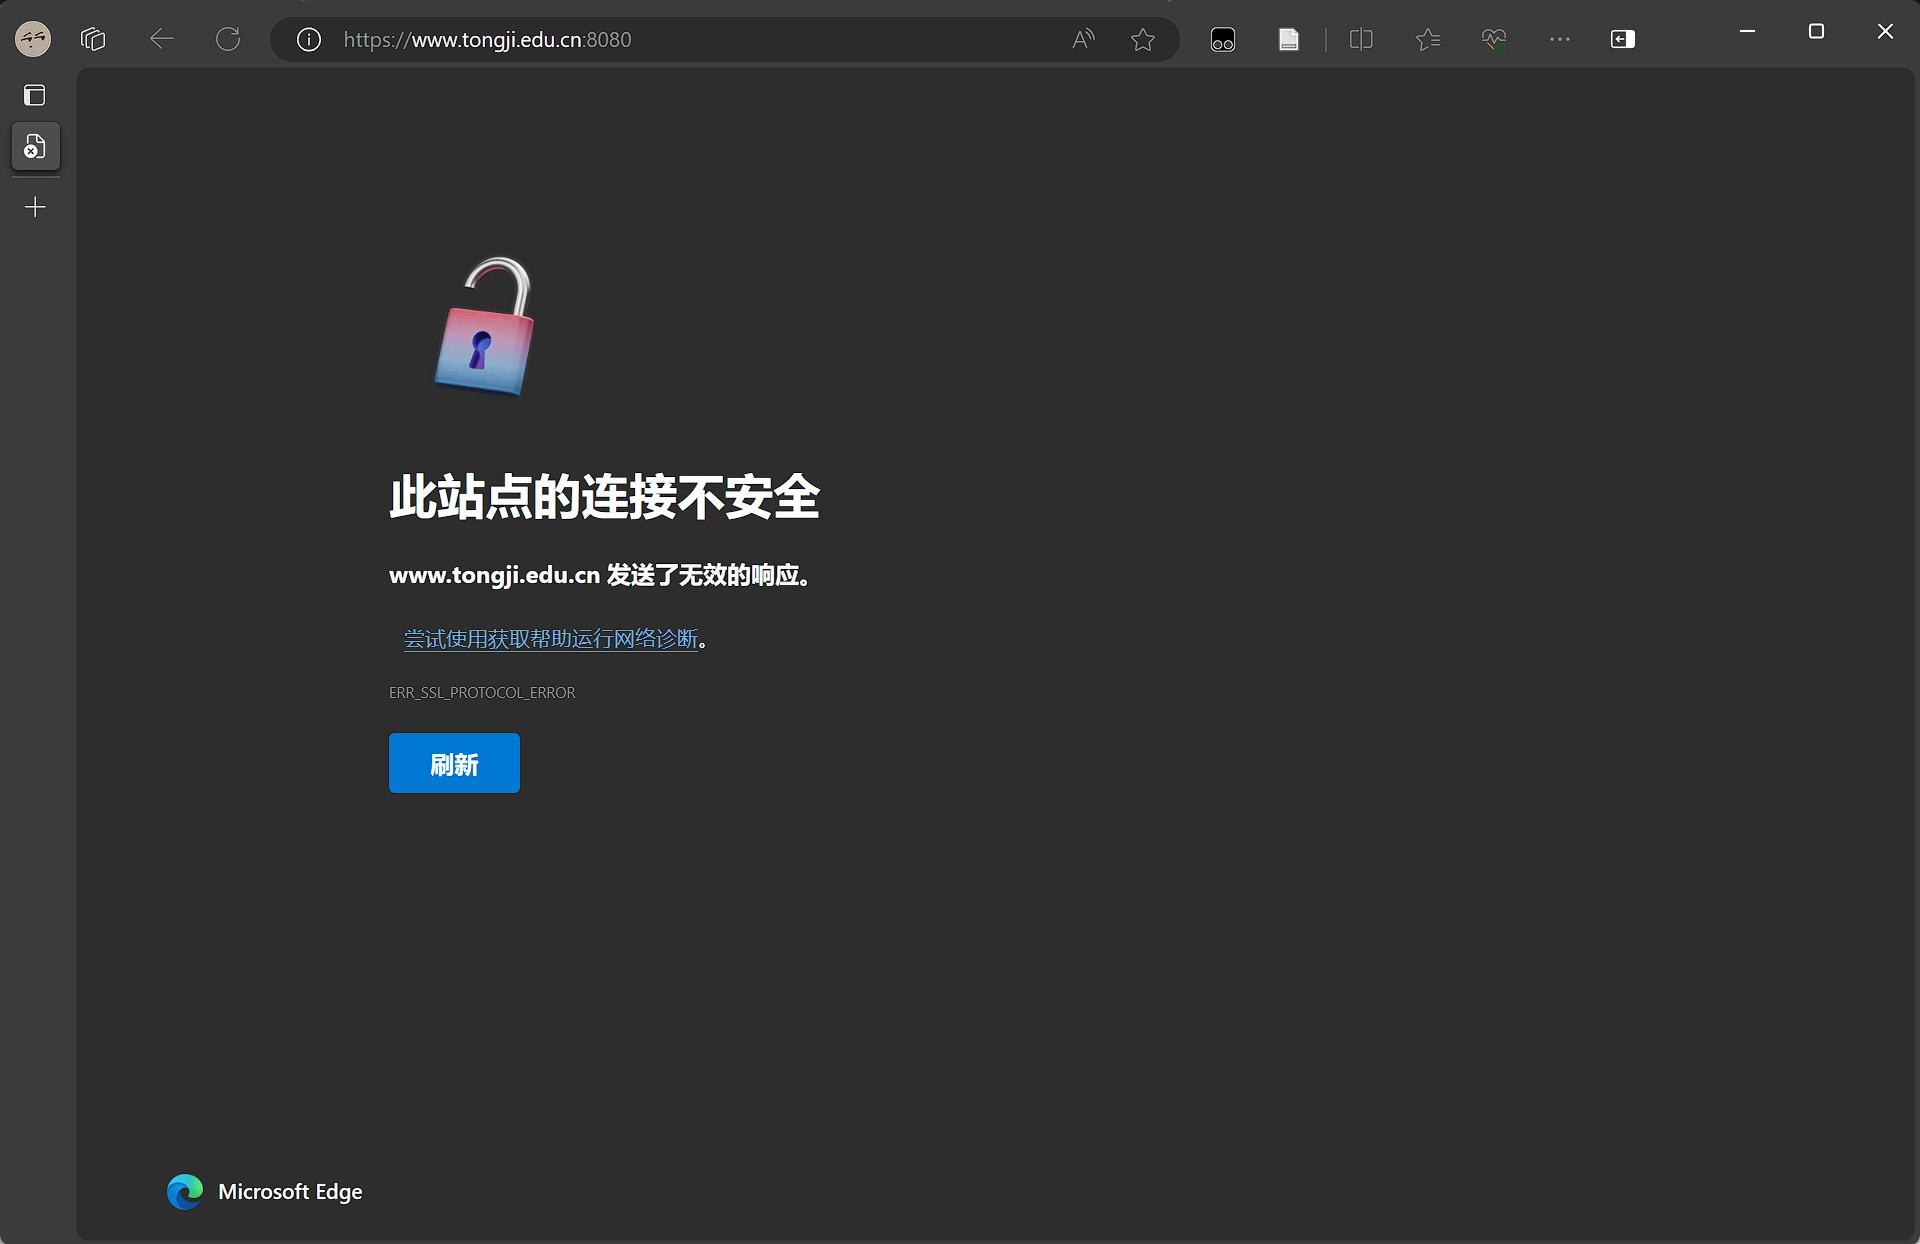 https://www.tongji.edu.cn:8080
此站点的连接不安全
www.tongji.edu.cn 发送了无效的响应。
尝试使用获取帮助运行网络诊断。
ERR_SSL_PROTOCOL_ERROR
刷新
Microsoft Edge